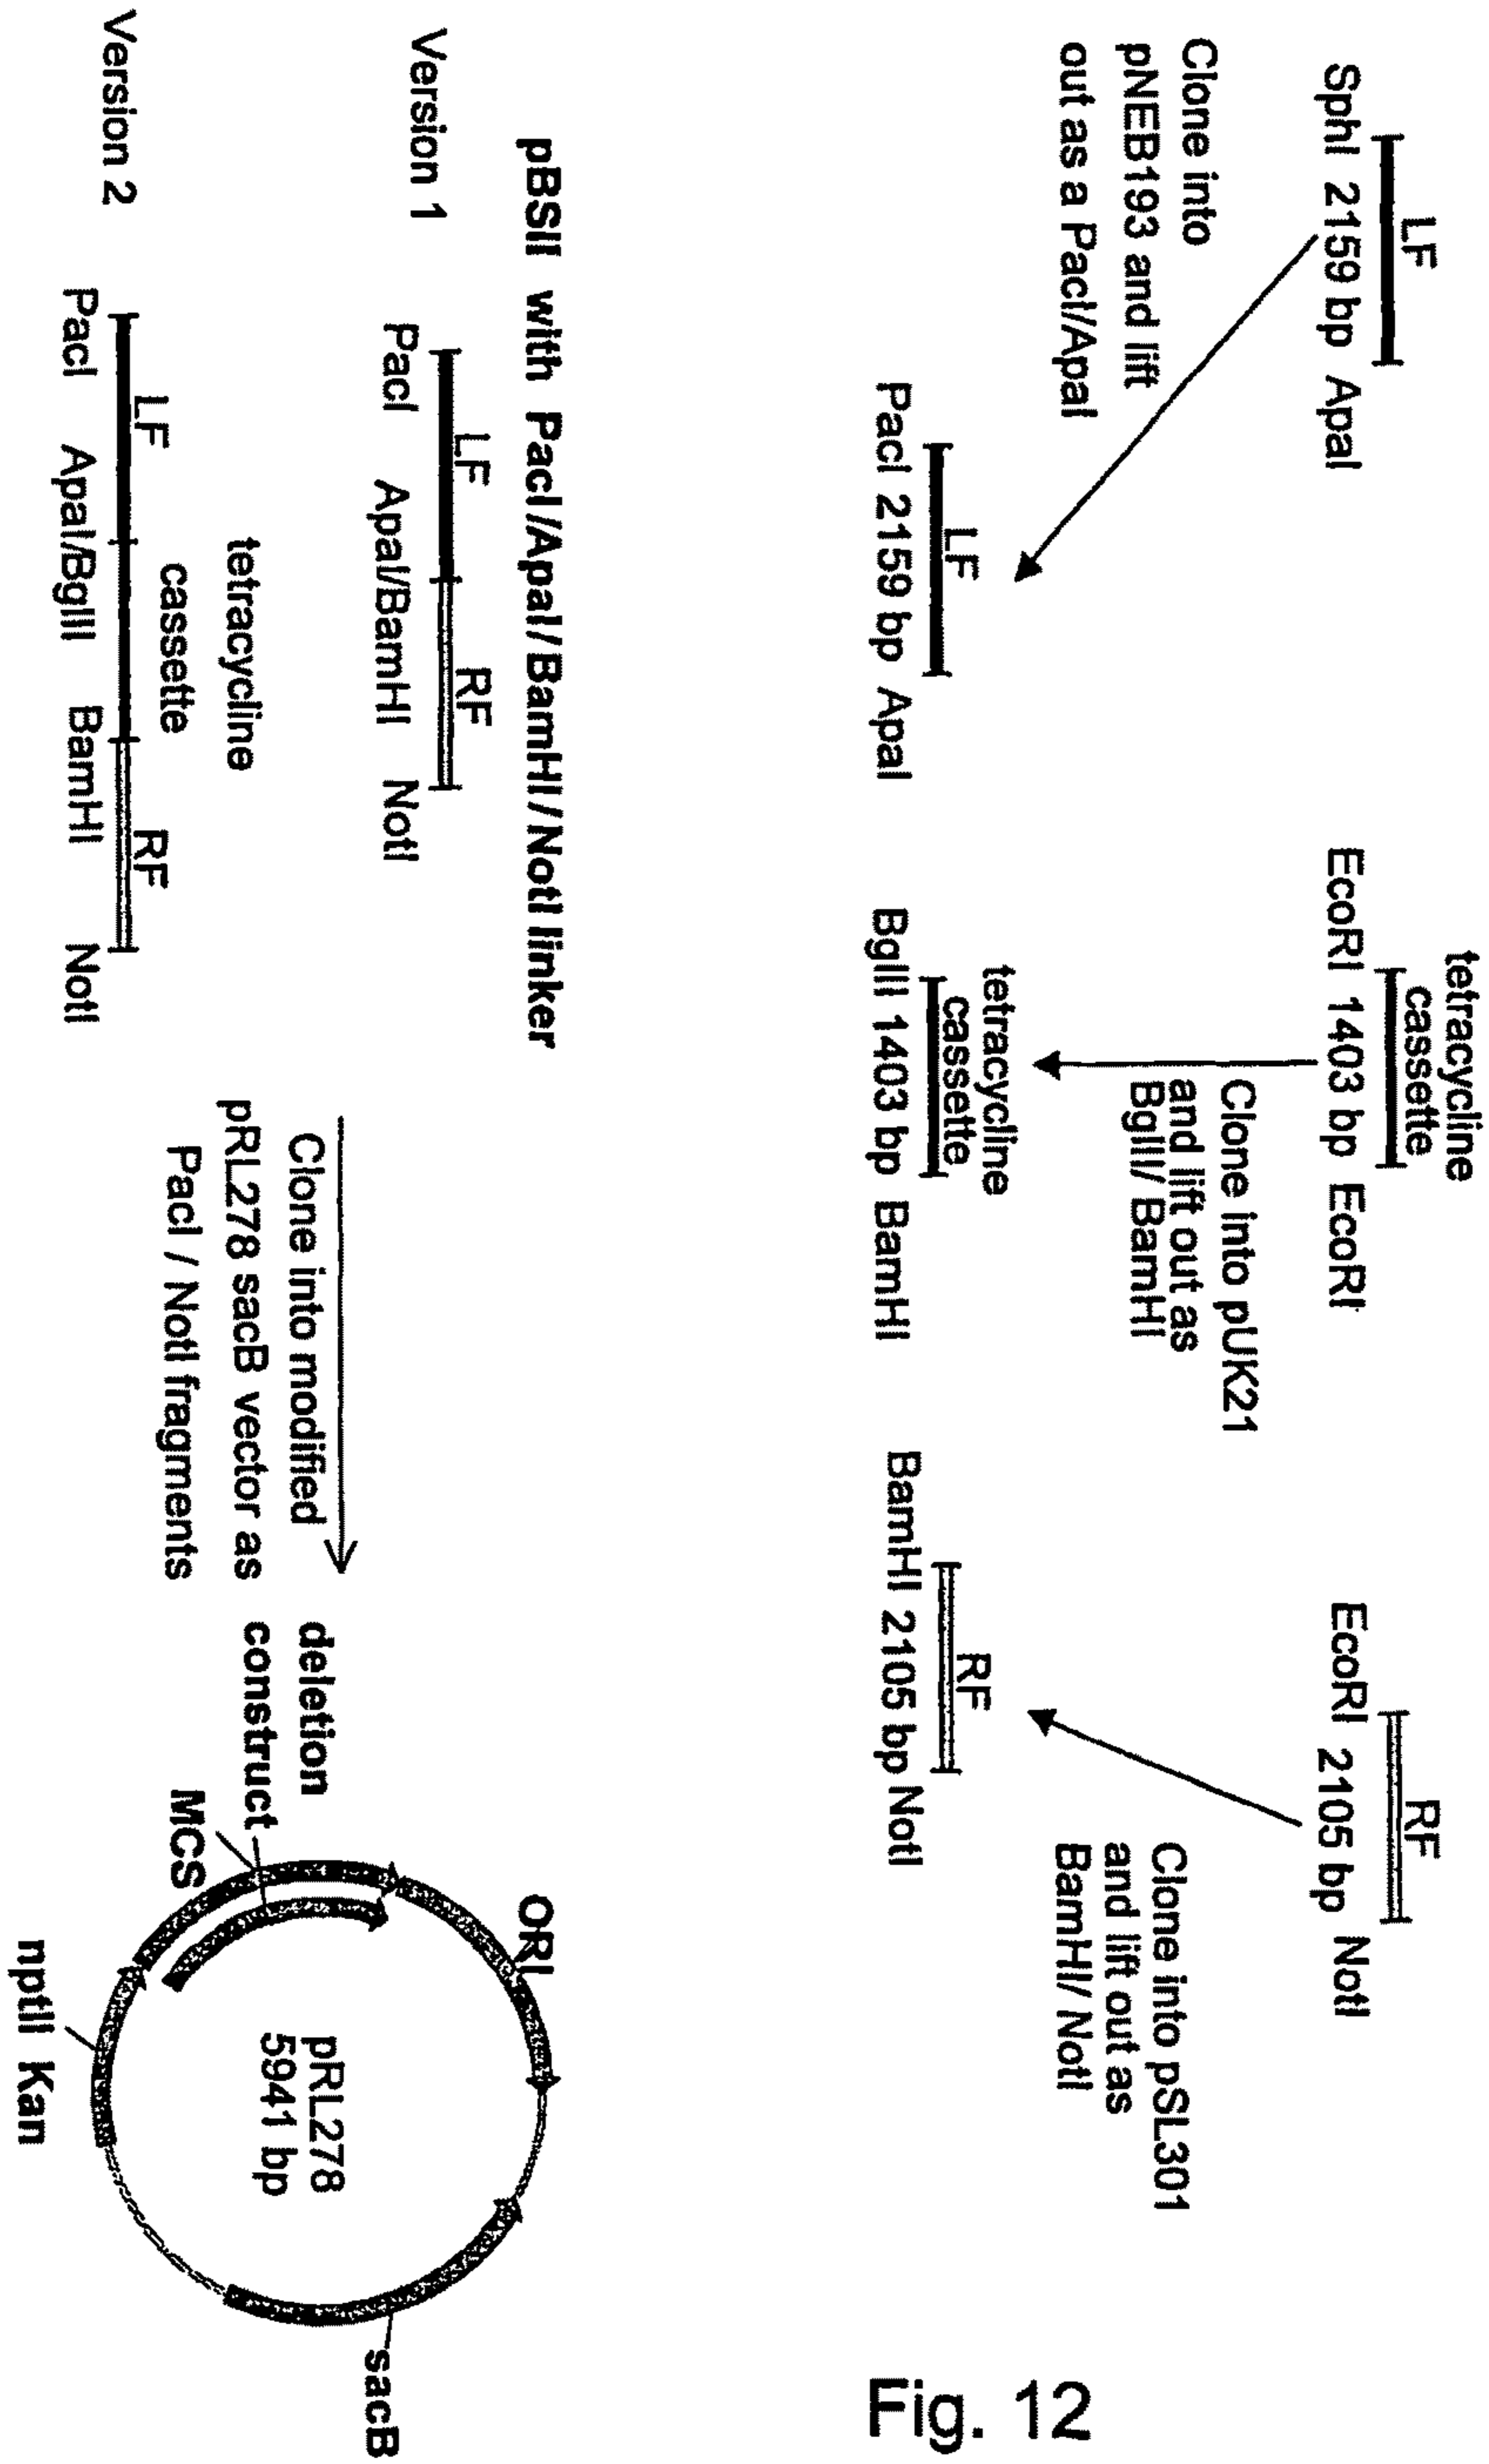 LF
SphI 2159 bp ApaI
Clone into
pNEB193 and lift
out as a PacI/ApaI
LF
PacI 2159 bp ApaI
tetracycline
cassette
EcoRI 1403 bp EcoRI
Clone into pUK21
and lift out as
BglII/ BamHI
tetracycline
cassette
BglII 1403 bp BamHI
RF
EcoRI 2105 bp NotI
Clone into pSL301
and lift out as
BamHI/ NotI
RF
BamHI 2105 bp NotI
pBSII with PacI/ApaI/BamHI/NotI linker
Version 1
LF RF
PacI ApaI/BamHI NotI
tetracycline
cassette
Version 2
LF RF
PacI ApaI/BglII BamHI NotI
Clone into modified
pRL278 sacB vector as
PacI / NotI fragments
deletion
construct
MCS
ORI
pRL278
5941 bp
nptII Kan
sacB
Fig. 12